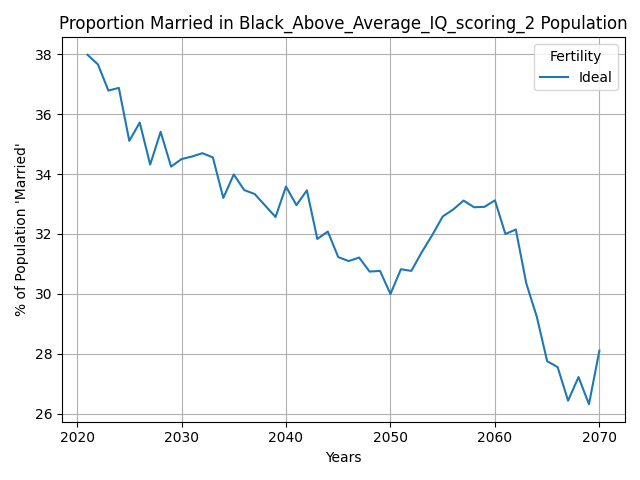 Proportion Married in Black_Above_Average_IQ_scoring_2 Population
Fertility
Ideal
% of Population 'Married'
38
36
34
32
30
28
26
2020
2030
2040
2050
2060
2070
Years